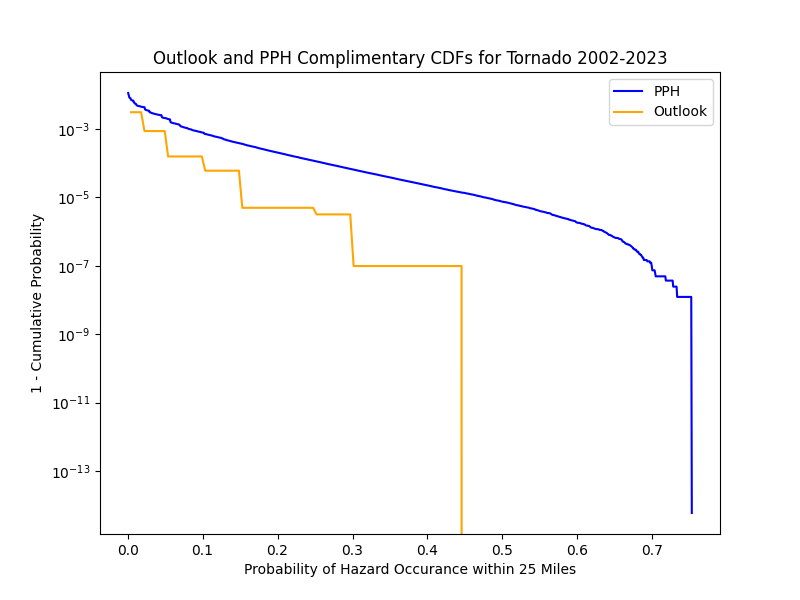 Outlook and PPH Complimentary CDFs for Tornado 2002-2023
PPH
Outlook
1 - Cumulative Probability
10⁻³
10⁻⁵
10⁻⁷
10⁻⁹
10⁻¹¹
10⁻¹³
0.0 0.1 0.2 0.3 0.4 0.5 0.6 0.7
Probability of Hazard Occurance within 25 Miles